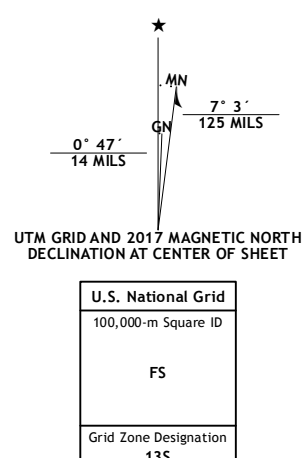 ★
MN
7° 3´
125 MILS
GN
0° 47´
14 MILS
UTM GRID AND 2017 MAGNETIC NORTH
DECLINATION AT CENTER OF SHEET
U.S. National Grid
100,000-m Square ID
FS
Grid Zone Designation
13S